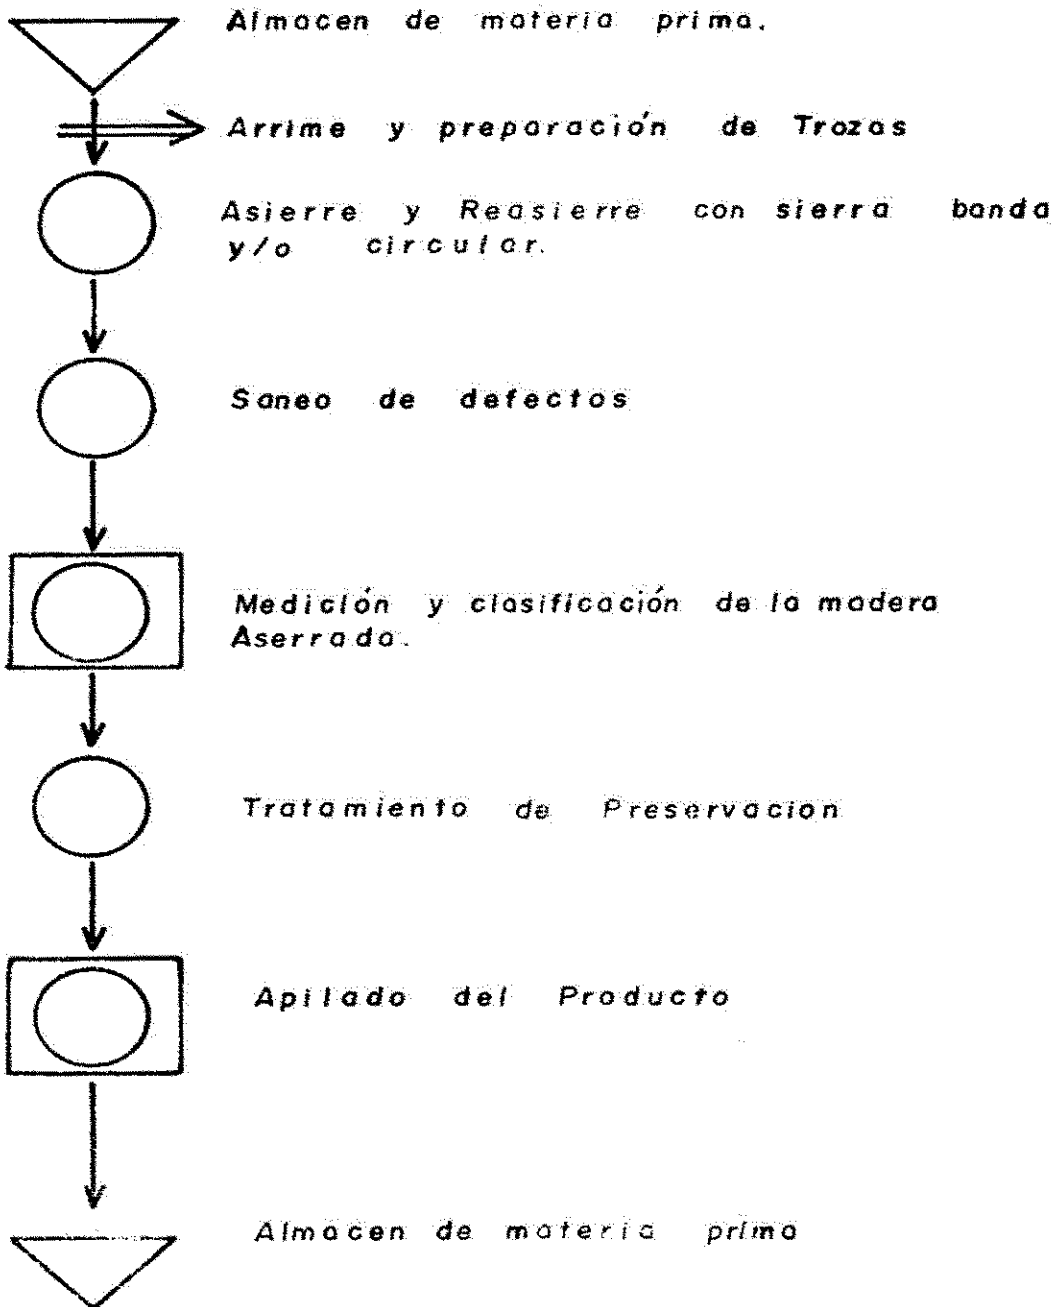 Almacen de materia prima.
Arrime y preparación de Trozas
Asierre y Reasierre con sierra banda
y/o circular.
Saneo de defectos
Medición y clasificación de la madera
Aserrada.
Tratamiento de Preservacion
Apilado del Producto
Almacen de materia prima